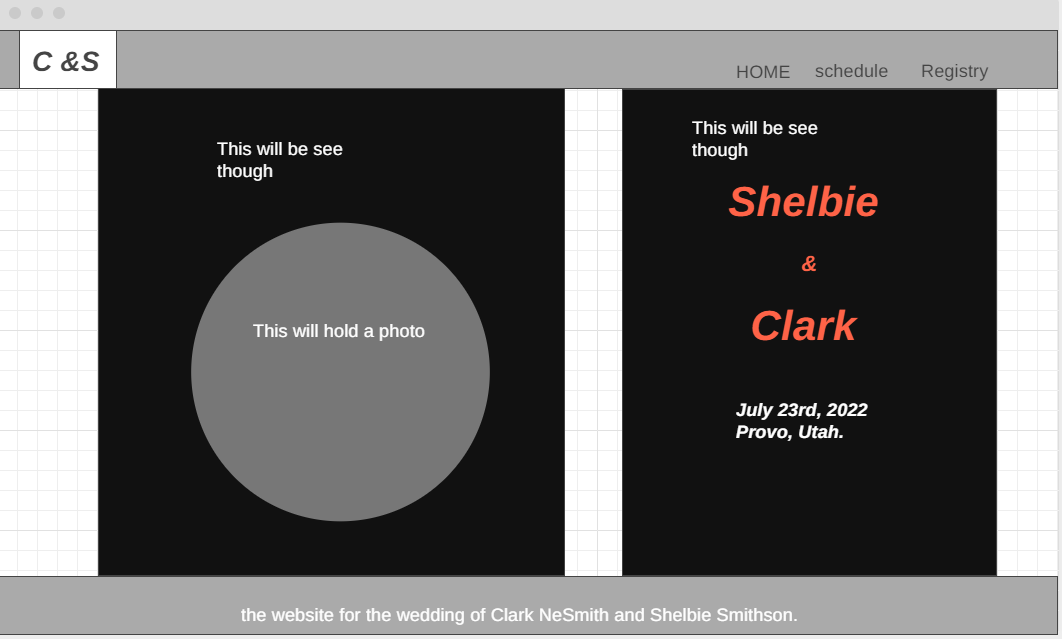 C &S
HOME schedule Registry
This will be see
though
This will hold a photo
This will be see
though
Shelbie
&
Clark
July 23rd, 2022
Provo, Utah.
the website for the wedding of Clark NeSmith and Shelbie Smithson.